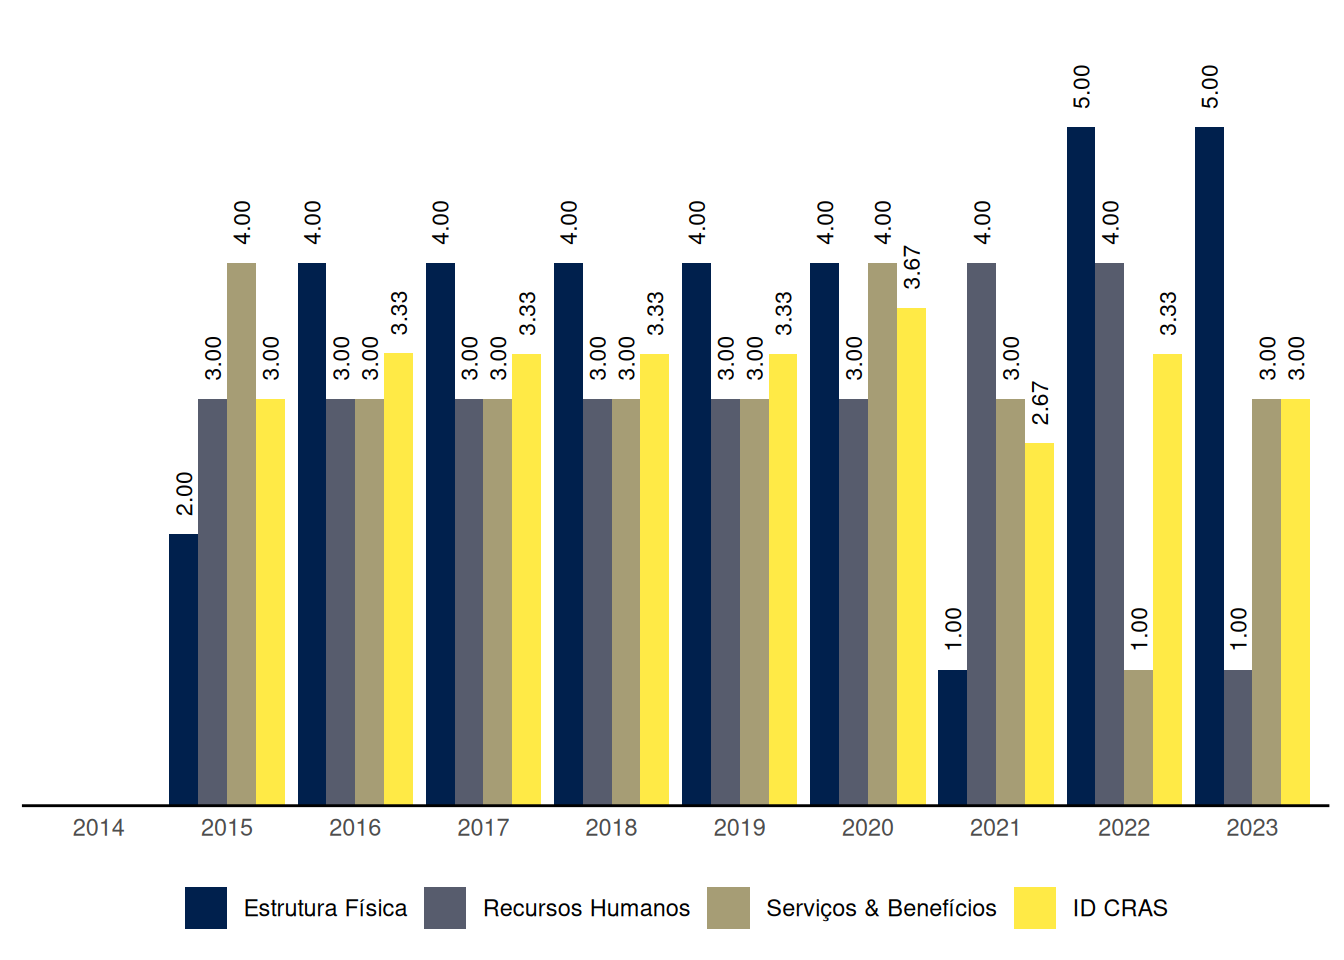 5.00 5.00
4.00 4.00 4.00 4.00 4.00 4.00 4.00 4.00 4.00
3.67
3.33 3.33 3.33 3.33 3.33
3.00 3.00 3.00 3.00 3.00 3.00 3.00 3.00 3.00 3.00 3.00 3.00 3.00 3.00
2.67
2.00
1.00 1.00 1.00
2014 2015 2016 2017 2018 2019 2020 2021 2022 2023
Estrutura Física Recursos Humanos Serviços & Benefícios ID CRAS